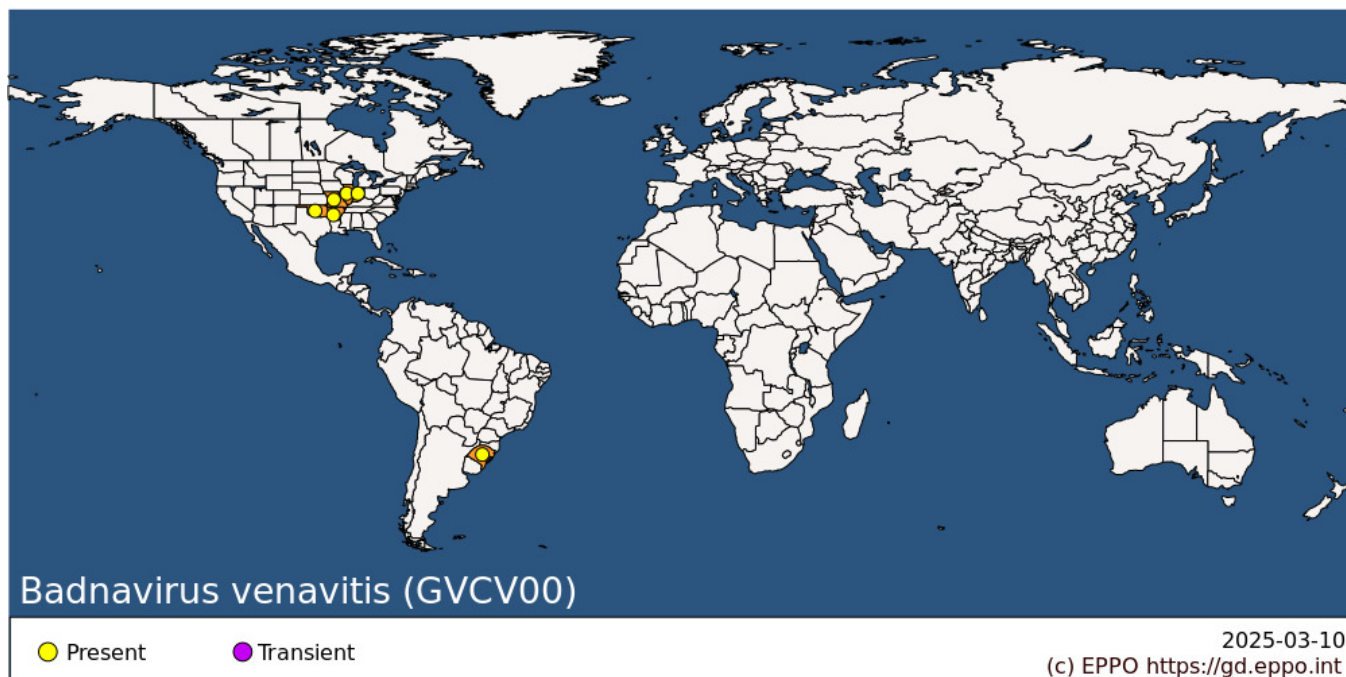 Badnavirus venavitis (GVCV00)
Present
Transient
2025-03-10
(c) EPPO https://gd.eppo.int